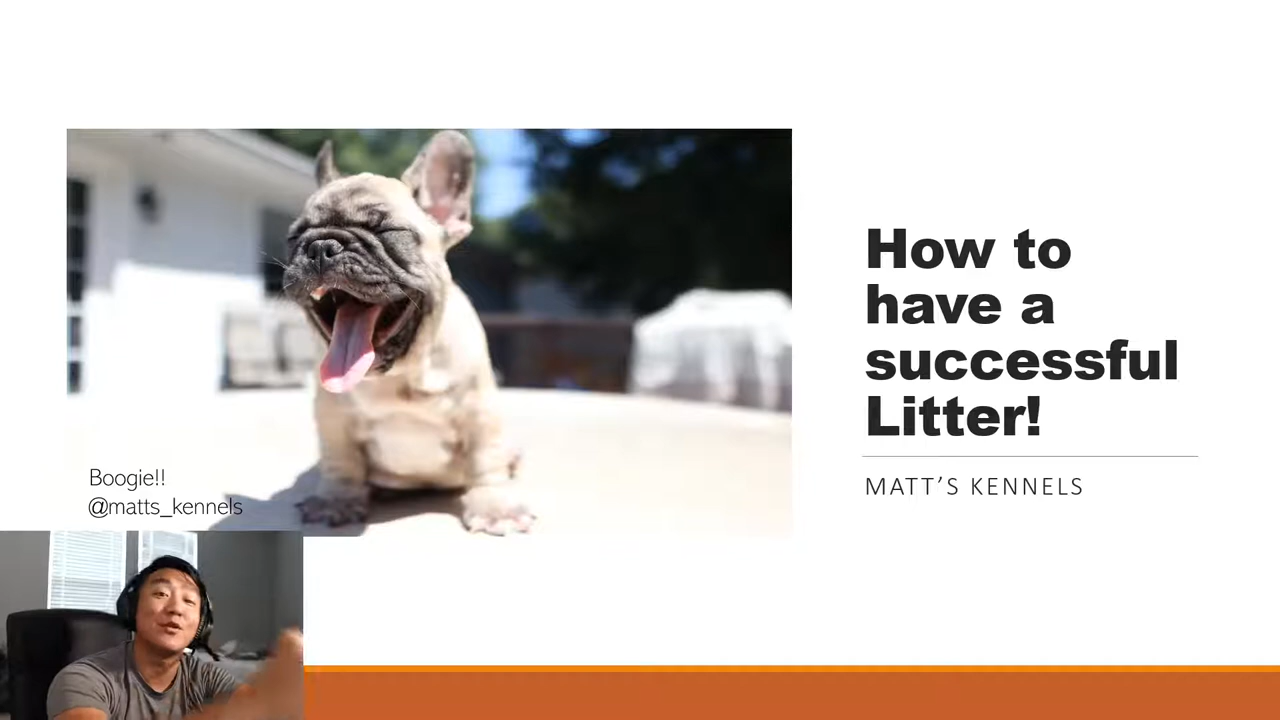 How to
have a
successful
Litter!
MATT’S KENNELS
Boogie!!
@matts_kennels